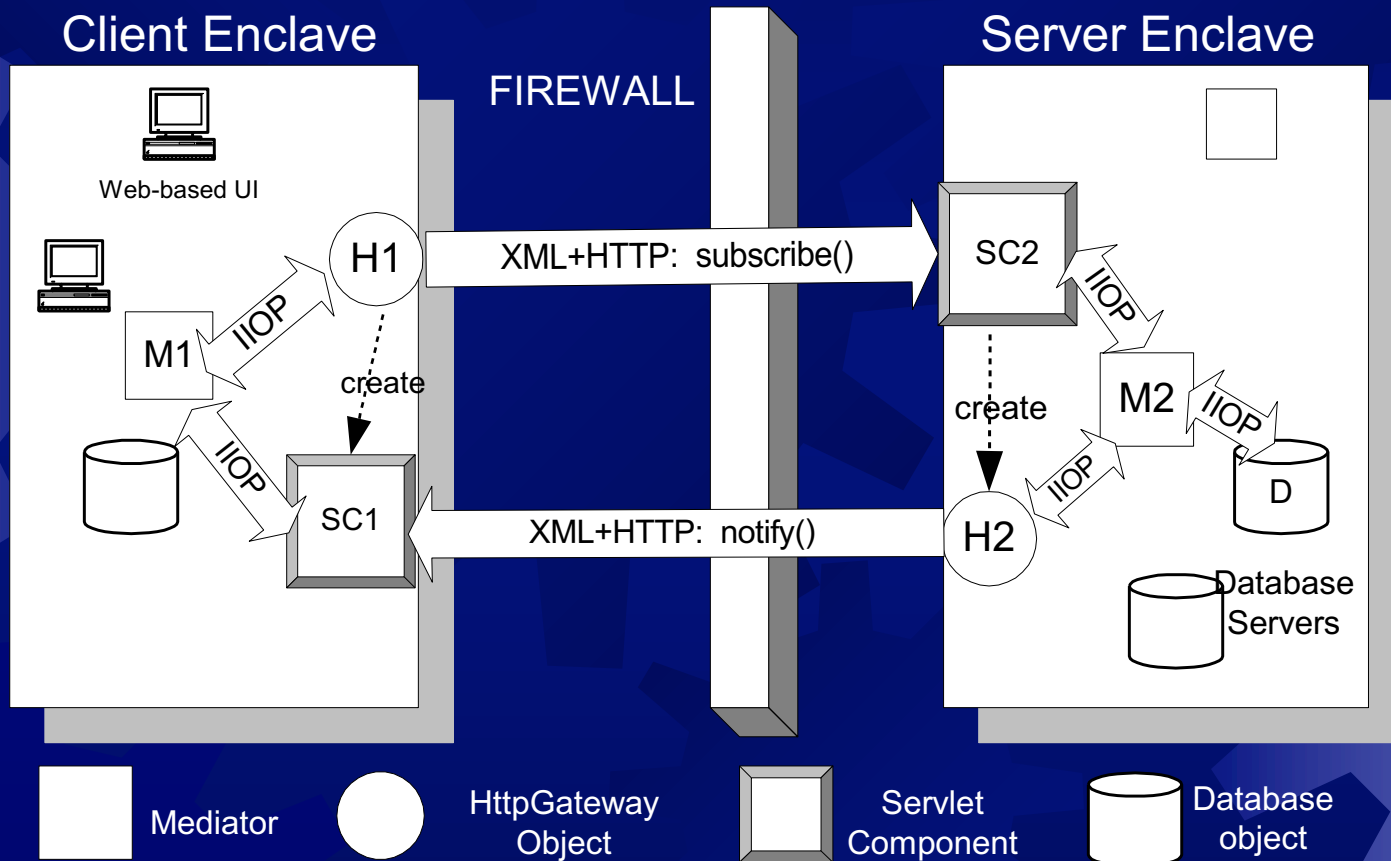 Client Enclave
Server Enclave
FIREWALL
Web-based UI
H1
XML+HTTP: subscribe()
SC2
IIOP
IIOP
M1
create
create
M2
IIOP
IIOP
IIOP
D
SC1
XML+HTTP: notify()
H2
Database
Servers
Mediator
HttpGateway
Object
Servlet
Component
Database
object